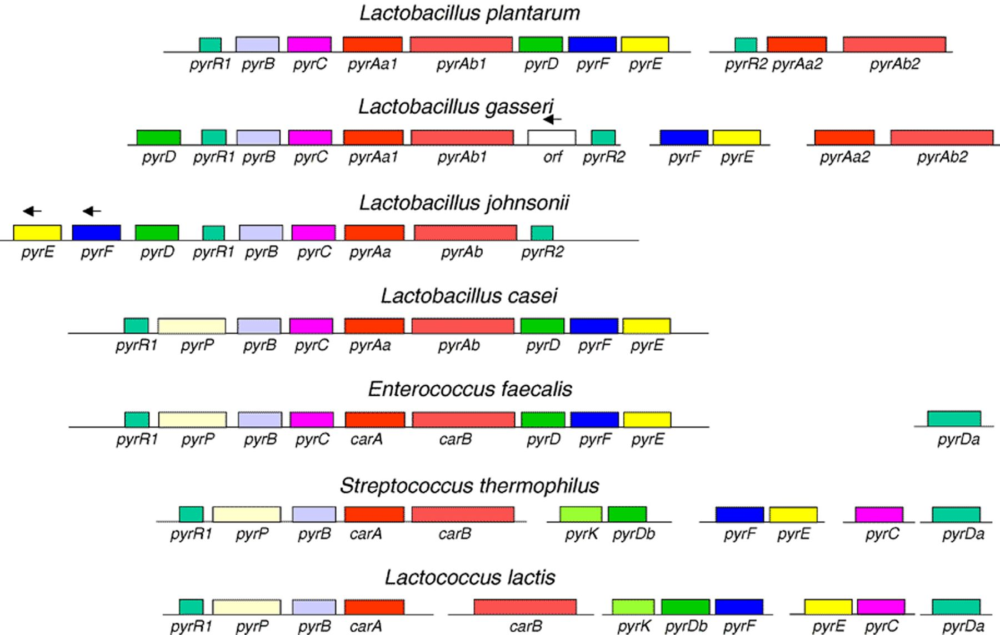 Lactobacillus plantarum
pyrR1 pyrB pyrC pyrAa1 pyrAb1 pyrD pyrF pyrE pyrR2 pyrAa2 pyrAb2
Lactobacillus gasseri
pyrD pyrR1 pyrB pyrC pyrAa1 pyrAb1 orf pyrR2 pyrF pyrE pyrAa2 pyrAb2
Lactobacillus johnsonii
pyrE pyrF pyrD pyrR1 pyrB pyrC pyrAa pyrAb pyrR2
Lactobacillus casei
pyrR1 pyrP pyrB pyrC pyrAa pyrAb pyrD pyrF pyrE
Enterococcus faecalis
pyrR1 pyrP pyrB pyrC carA carB pyrD pyrF pyrE pyrDa
Streptococcus thermophilus
pyrR1 pyrP pyrB carA carB pyrK pyrDb pyrF pyrE pyrC pyrDa
Lactococcus lactis
pyrR1 pyrP pyrB carA carB pyrK pyrDb pyrF pyrE pyrC pyrDa